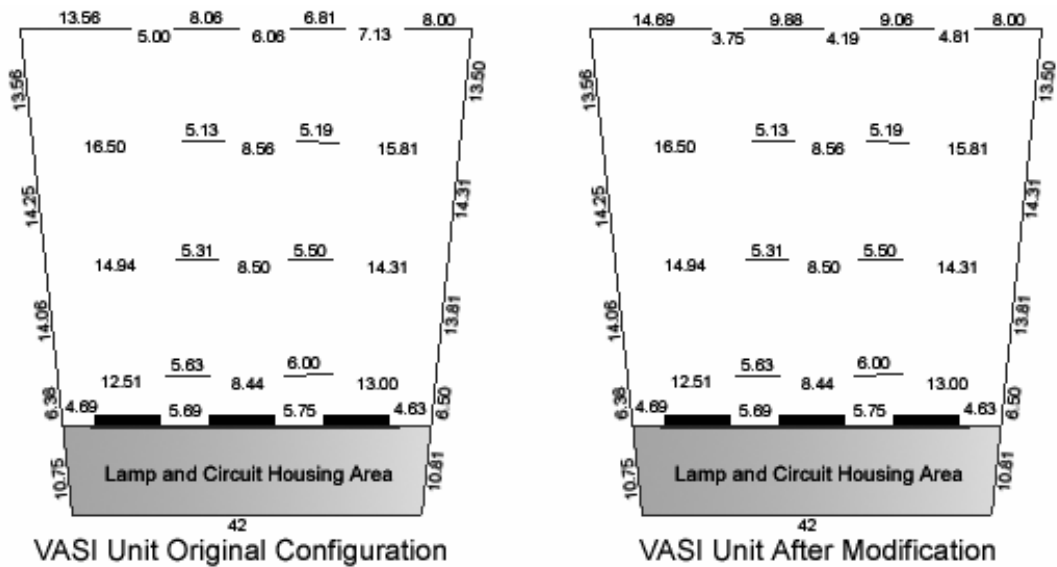 13.56 8.06 6.81 8.00
5.00 6.06 7.13
13.56 13.50
5.13 5.19
16.50 8.56 15.81
14.25 14.31
5.31 5.50
14.94 8.50 14.31
14.06 13.81
5.63 6.00
12.51 8.44 13.00
6.38 6.50
4.69 5.69 5.75 4.63
10.75 Lamp and Circuit Housing Area 10.81
42
VASI Unit Original Configuration
14.69 9.88 9.06 8.00
3.75 4.19 4.81
13.56 13.50
5.13 5.19
16.50 8.56 15.81
14.25 14.31
5.31 5.50
14.94 8.50 14.31
14.06 13.81
5.63 6.00
12.51 8.44 13.00
6.38 6.50
4.69 5.69 5.75 4.63
10.75 Lamp and Circuit Housing Area 10.81
42
VASI Unit After Modification